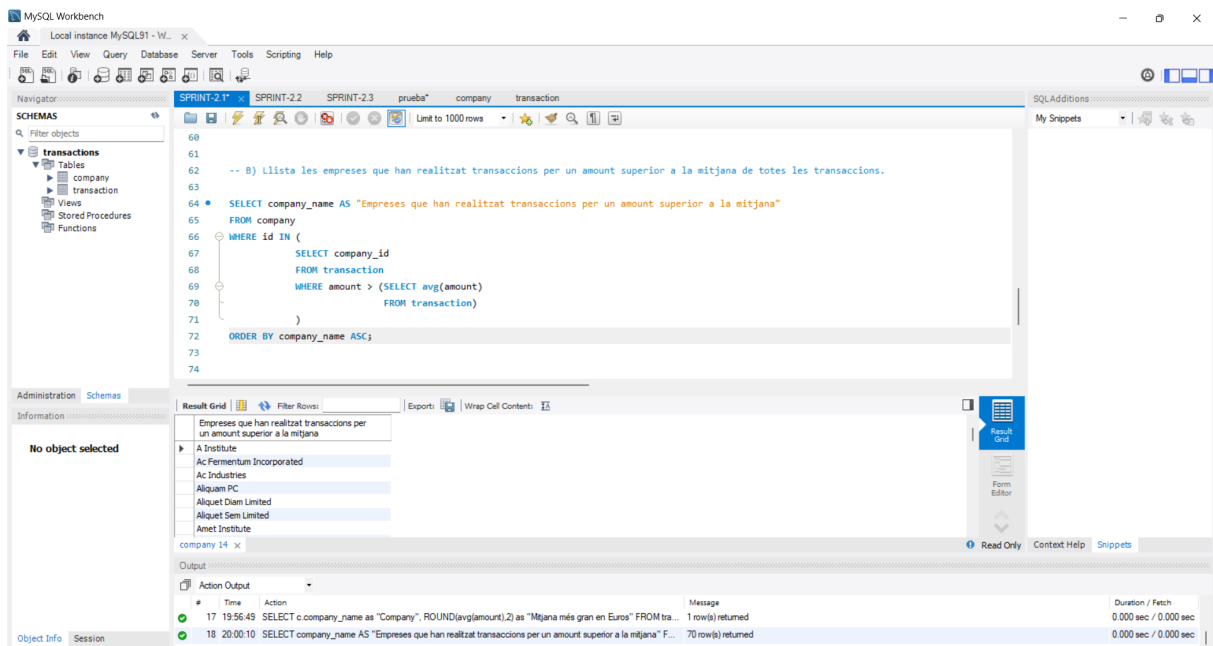 MySQL Workbench
Local instance MySQL91 - W... ×
File Edit View Query Database Server Tools Scripting Help
Navigator
SCHEMAS
Filter objects
transactions
Tables
company
transaction
Views
Stored Procedures
Functions
Administration Schemas
Information
No object selected
Object Info Session
SPRINT-2.1* × SPRINT-2.2 SPRINT-2.3 prueba* company transaction
Limit to 1000 rows
60
61
62 -- B) Llista les empreses que han realitzat transaccions per un amount superior a la mitjana de totes les transaccions.
63
64 SELECT company_name AS "Empreses que han realitzat transaccions per un amount superior a la mitjana"
65 FROM company
66 WHERE id IN (
67 SELECT company_id
68 FROM transaction
69 WHERE amount > (SELECT avg(amount)
70 FROM transaction)
71 )
72 ORDER BY company_name ASC;
73
74
Result Grid Filter Rows: Export: Wrap Cell Content:
Empreses que han realitzat transaccions per
un amount superior a la mitjana
A Institute
Ac Fermentum Incorporated
Ac Industries
Aliquam PC
Aliquet Diam Limited
Aliquet Sem Limited
Amet Institute
Result
Grid
Form
Editor
company 14 × Read Only
SQLAdditions
My Snippets
Context Help Snippets
Output
Action Output
# Time Action Message Duration / Fetch
17 19:56:49 SELECT c.company_name as "Company", ROUND(avg(amount),2) as "Mitjana més gran en Euros" FROM tra... 1 row(s) returned 0.000 sec / 0.000 sec
18 20:00:10 SELECT company_name AS "Empreses que han realitzat transaccions per un amount superior a la mitjana" F... 70 row(s) returned 0.000 sec / 0.000 sec